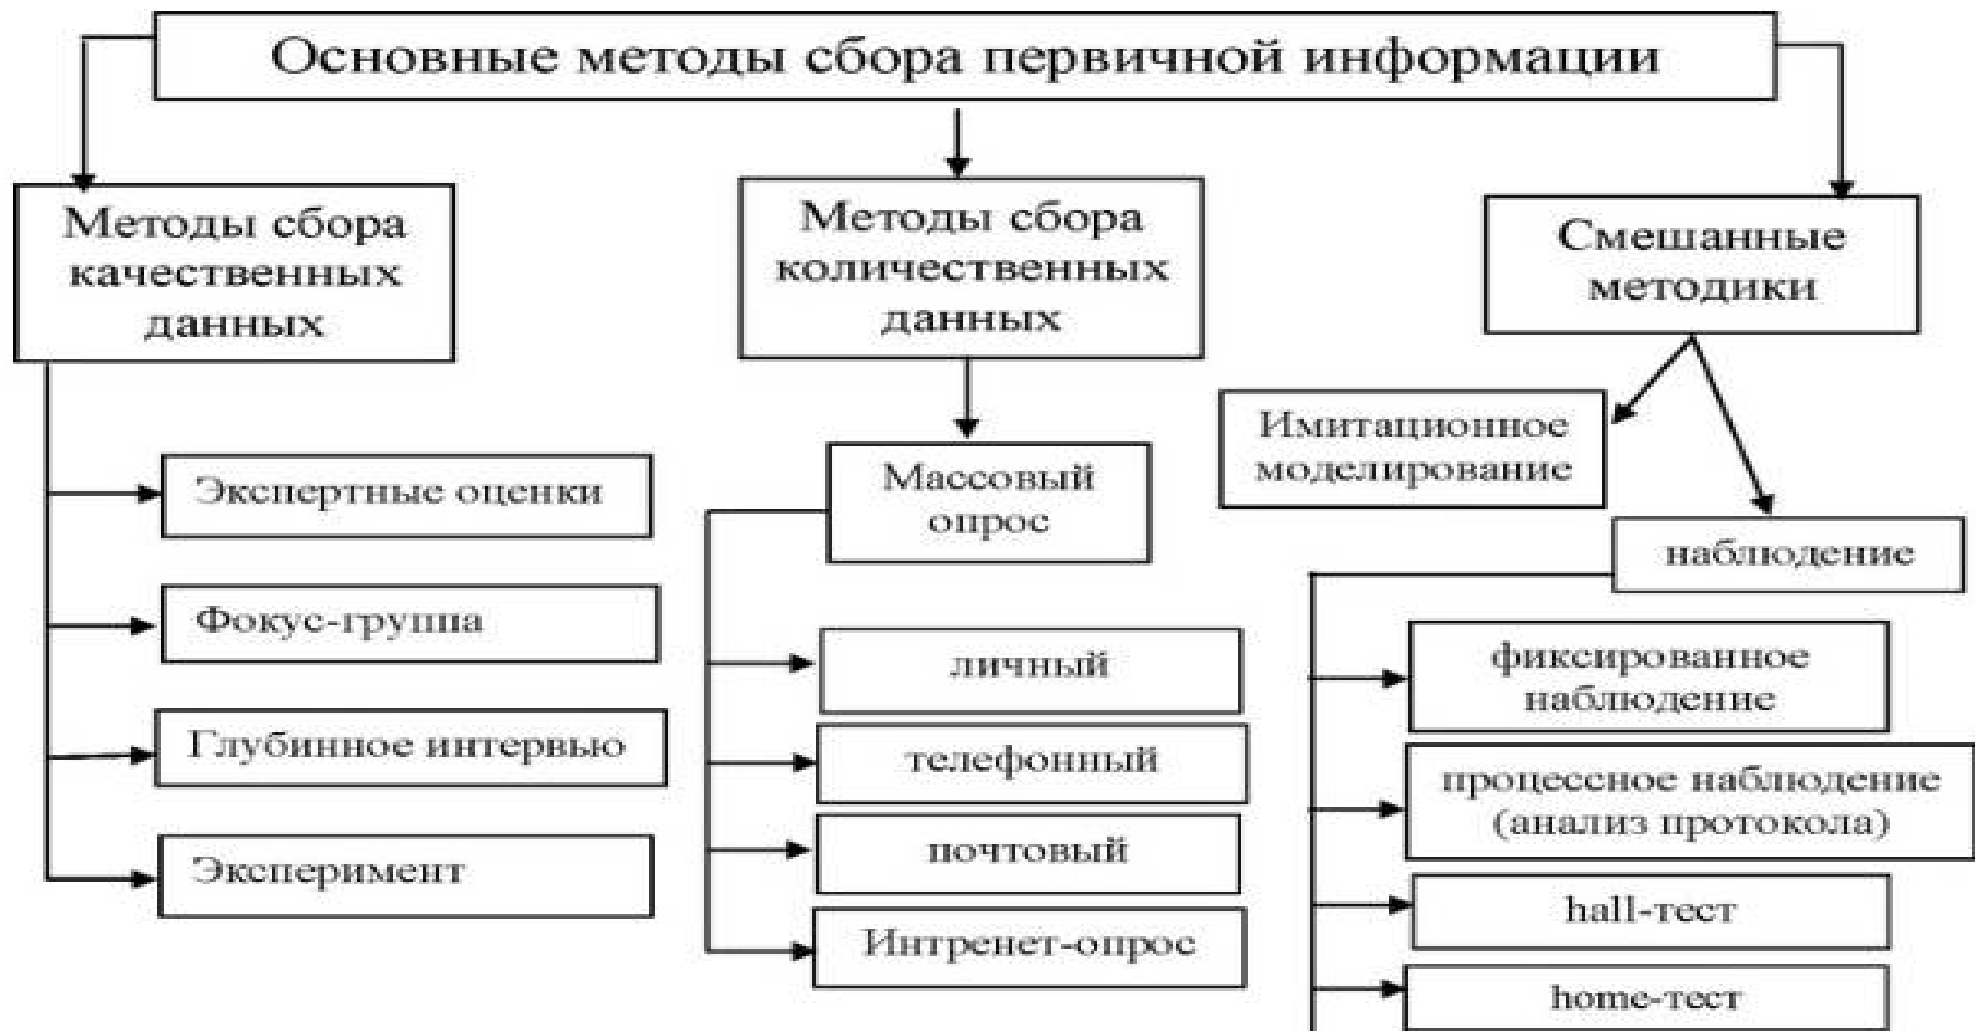 Основные методы сбора первичной информации
Методы сбора
качественных
данных
Экспертные оценки
Фокус-группа
Глубинное интервью
Эксперимент
Методы сбора
количественных
данных
Массовый
опрос
личный
телефонный
почтовый
Интренет-опрос
Смешанные
методики
Имитационное
моделирование
наблюдение
фиксированное
наблюдение
процессное наблюдение
(анализ протокола)
hall-тест
home-тест